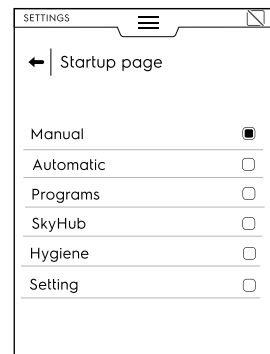 SETTINGS
Startup page
Manual
Automatic
Programs
SkyHub
Hygiene
Setting